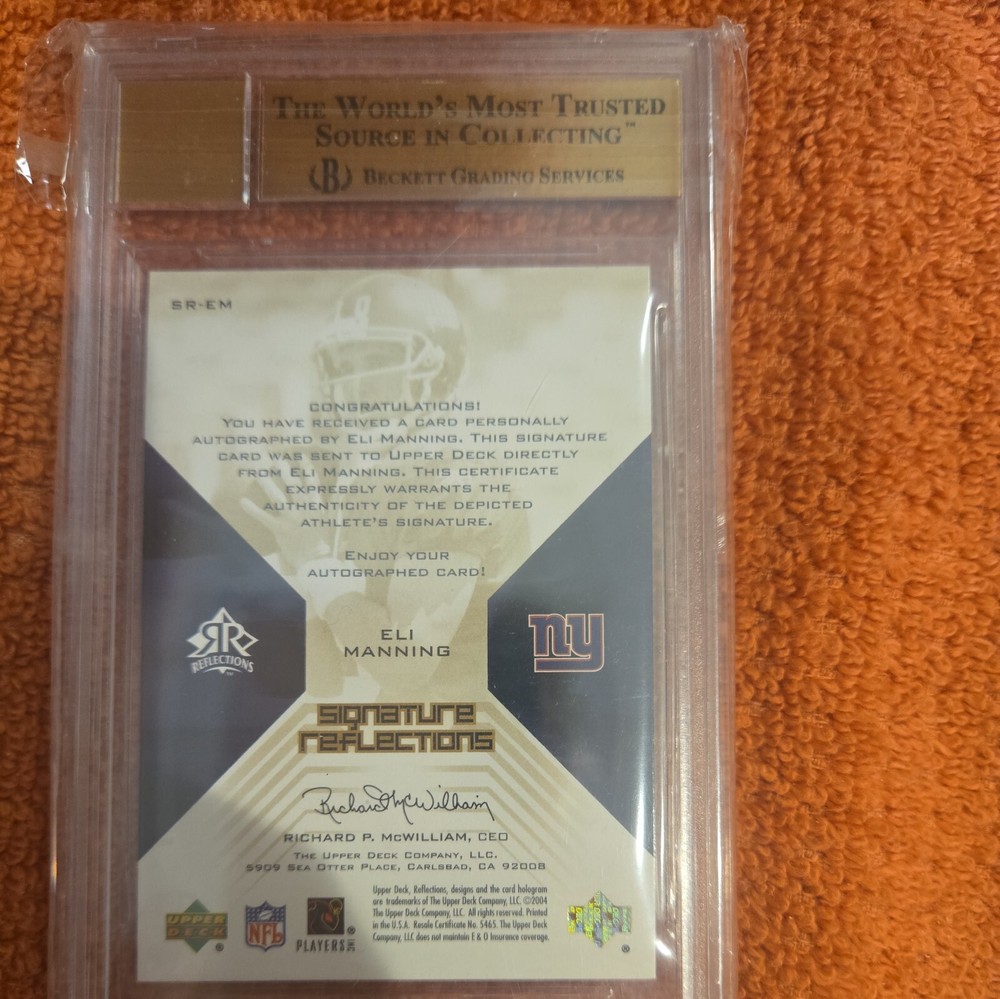 THE WORLD'S MOST TRUSTED
SOURCE IN COLLECTING™
B BECKETT GRADING SERVICES
SR-EM
CONGRATULATIONS!
YOU HAVE RECEIVED A CARD PERSONALLY
AUTOGRAPHED BY ELI MANNING. THIS SIGNATURE
CARD WAS SENT TO UPPER DECK DIRECTLY
FROM ELI MANNING. THIS CERTIFICATE
EXPRESSLY WARRANTS THE
AUTHENTICITY OF THE DEPICTED
ATHLETE'S SIGNATURE.
ENJOY YOUR
AUTOGRAPHED CARD!
RR
REFLECTIONS™
ELI
MANNING
ny
SIGNATURE
REFLECTIONS
Richard McWilliam
RICHARD P. MCWILLIAM, CEO
THE UPPER DECK COMPANY, LLC.
5909 SEA OTTER PLACE, CARLSBAD, CA 92008
UPPER
DECK
®
NFL
PLAYERS INC ®
Upper Deck, Reflections, designs and the card hologram
are trademarks of The Upper Deck Company, LLC. ©2004
The Upper Deck Company, LLC. All rights reserved. Printed
in the U.S.A. Resale Certificate No. 5465. The Upper Deck
Company, LLC does not maintain E & O Insurance coverage.
®